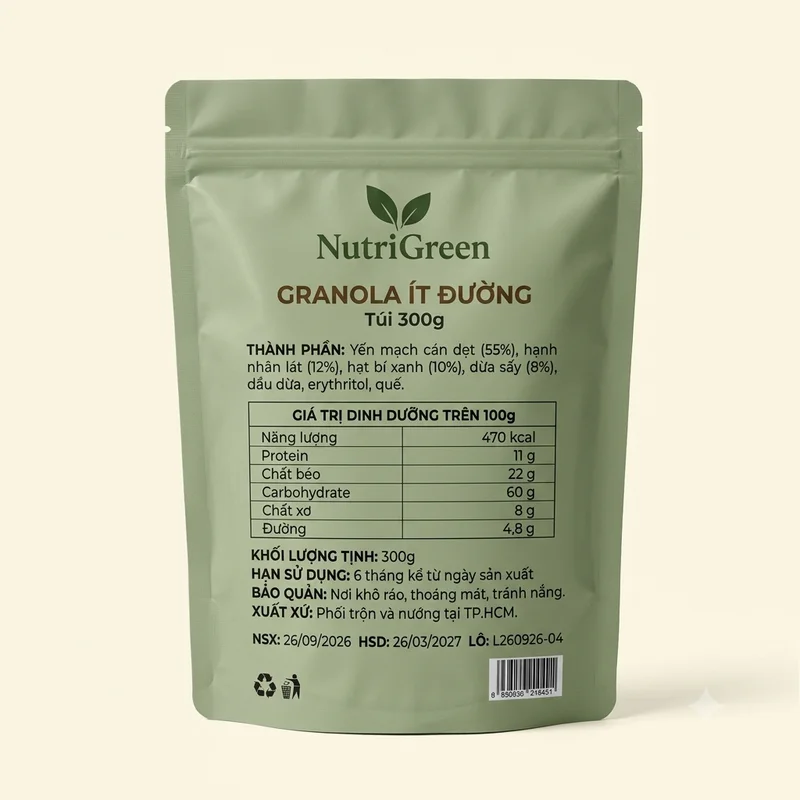 NutriGreen
GRANOLA ÍT ĐƯỜNG
Túi 300g
THÀNH PHẦN: Yến mạch cán dẹt (55%), hạnh
nhân lát (12%), hạt bí xanh (10%), dừa sấy (8%),
dầu dừa, erythritol, quế.
GIÁ TRỊ DINH DƯỠNG TRÊN 100g
Năng lượng 470 kcal
Protein 11 g
Chất béo 22 g
Carbohydrate 60 g
Chất xơ 8 g
Đường 4,8 g
KHỐI LƯỢNG TỊNH: 300g
HẠN SỬ DỤNG: 6 tháng kể từ ngày sản xuất
BẢO QUẢN: Nơi khô ráo, thoáng mát, tránh nắng.
XUẤT XỨ: Phối trộn và nướng tại TP.HCM.
NSX: 26/09/2026 HSD: 26/03/2027 LÔ: L260926-04
8 850836 218451